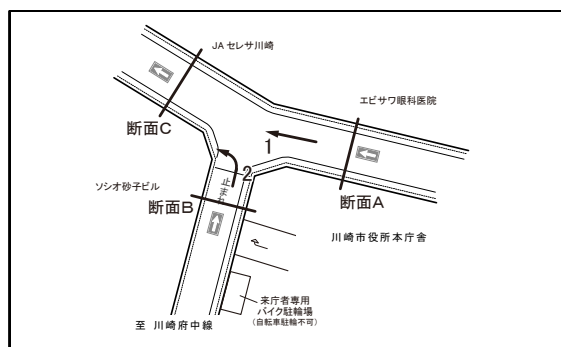 JAセレサ川崎
エビサワ眼科医院
断面C
1
2
止まれ
断面A
ソシオ砂子ビル
断面B
川崎市役所本庁舎
来庁者専用
バイク駐輪場
(自転車駐輪不可)
至 川崎府中線